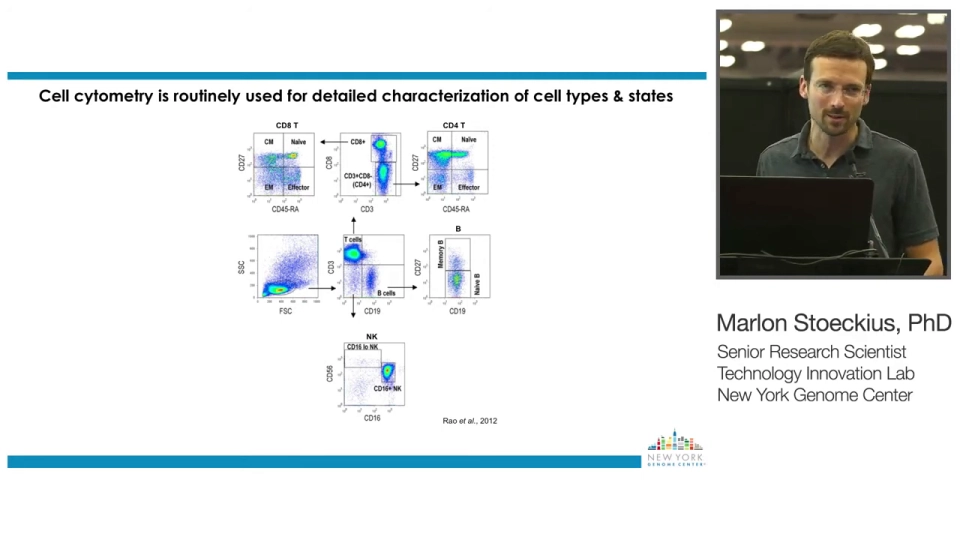 Cell cytometry is routinely used for detailed characterization of cell types & states
CD8 T
CD4 T
CM
Naïve
CD8+
CM
Naïve
CD27
CD8
CD3+CD8-
(CD4+)
CD27
EM
Effector
EM
Effector
CD45-RA
CD3
CD45-RA
B
T cells
SSC
CD3
CD27
Memory B
Naïve B
B cells
FSC
CD19
CD19
NK
CD16 lo NK
CD56
CD16+ NK
CD16
Rao et al., 2012
NEW YORK
GENOME CENTER
Marlon Stoeckius, PhD
Senior Research Scientist
Technology Innovation Lab
New York Genome Center